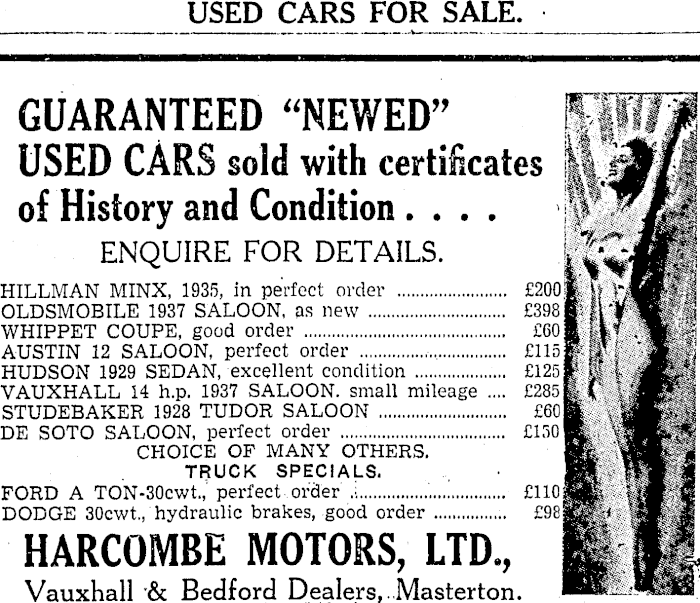 USED CARS FOR SALE.
GUARANTEED "NEWED"
USED CARS sold with certificates
of History and Condition . . . .
ENQUIRE FOR DETAILS.
HILLMAN MINX, 1935, in perfect order ........................ £200
OLDSMOBILE 1937 SALOON, as new .............................. £398
WHIPPET COUPE, good order ........................................ £60
AUSTIN 12 SALOON, perfect order ................................ £115
HUDSON 1929 SEDAN, excellent condition .................... £125
VAUXHALL 14 h.p. 1937 SALOON. small mileage .... £285
STUDEBAKER 1928 TUDOR SALOON ............................ £60
DE SOTO SALOON, perfect order .................................... £150
CHOICE OF MANY OTHERS.
TRUCK SPECIALS.
FORD A TON-30cwt., perfect order ................................ £110
DODGE 30cwt., hydraulic brakes, good order ............... £98
HARCOMBE MOTORS, LTD.,
Vauxhall & Bedford Dealers, Masterton.